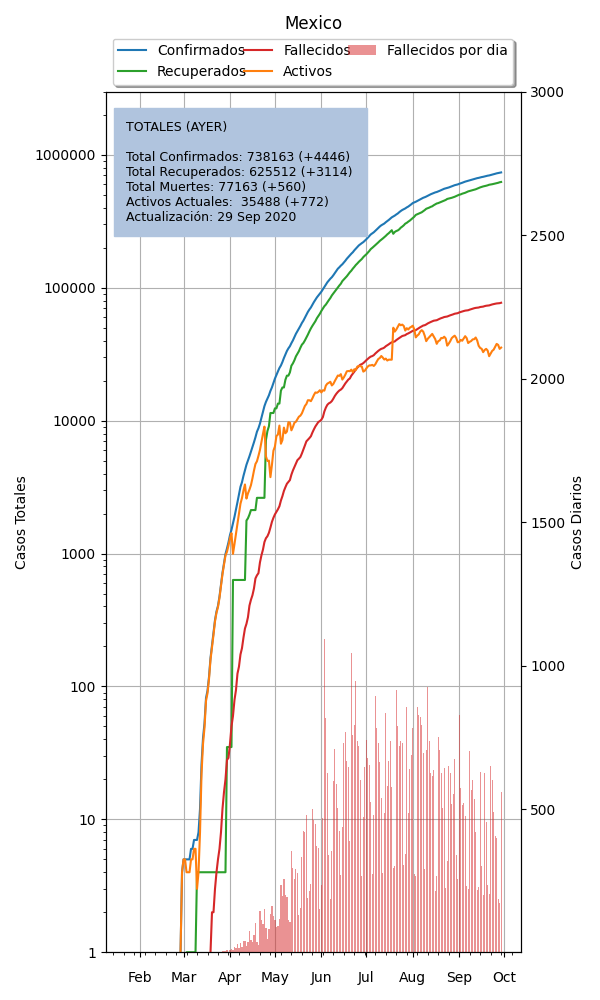 Mexico
Confirmados Fallecidos Fallecidos por dia
Recuperados Activos
TOTALES (AYER)
Total Confirmados: 738163 (+4446)
Total Recuperados: 625512 (+3114)
Total Muertes: 77163 (+560)
Activos Actuales:  35488 (+772)
Actualización: 29 Sep 2020
1000000
100000
10000
1000
100
10
1
Casos Totales
3000
2500
2000
1500
1000
500
Casos Diarios
Feb Mar Apr May Jun Jul Aug Sep Oct